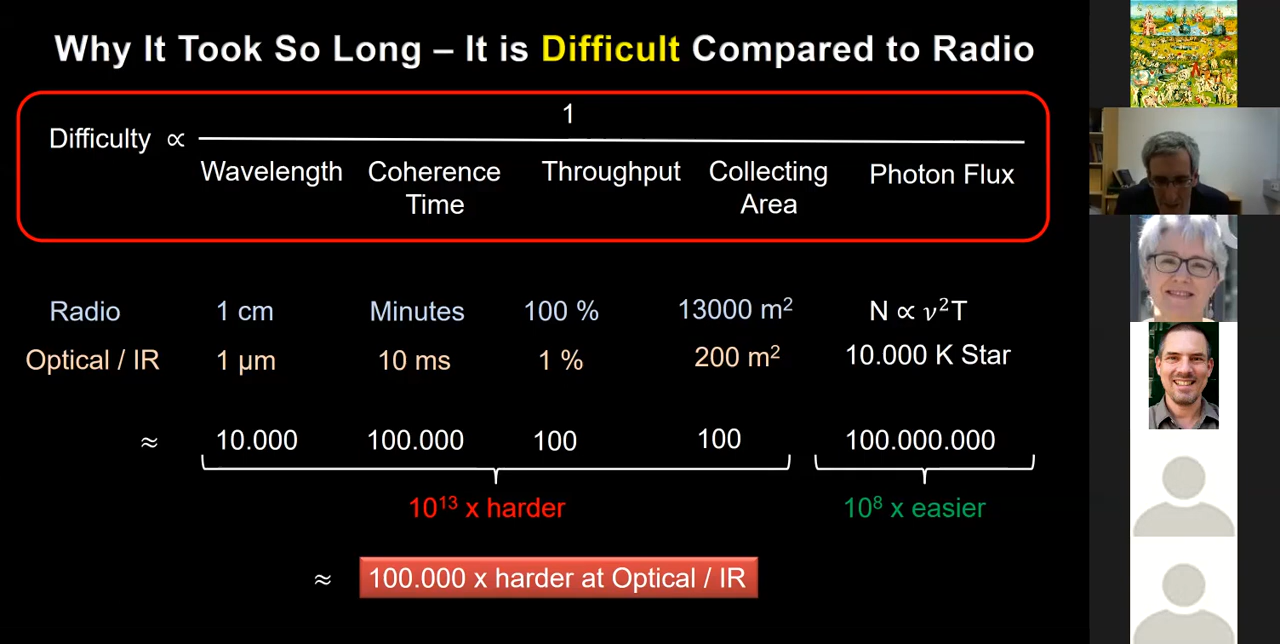 Why It Took So Long – It is Difficult Compared to Radio
1
Difficulty ∝
Wavelength Coherence Time Throughput Collecting Area Photon Flux
Radio 1 cm Minutes 100 % 13000 m² N ∝ ν²T
Optical / IR 1 μm 10 ms 1 % 200 m² 10.000 K Star
≈ 10.000 100.000 100 100 100.000.000
10¹³ x harder 10⁸ x easier
≈ 100.000 x harder at Optical / IR